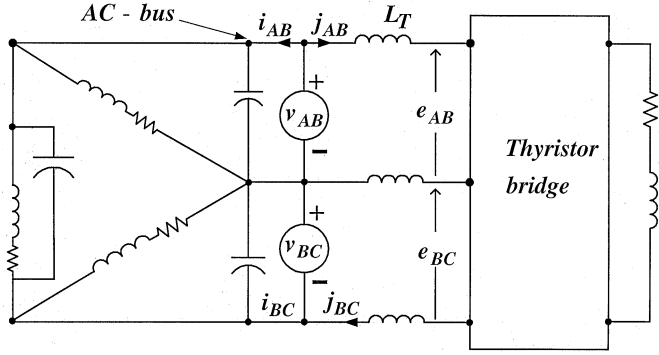 AC - bus
i_AB
j_AB
L_T
+
v_AB
-
e_AB
Thyristor
bridge
+
v_BC
-
e_BC
i_BC
j_BC